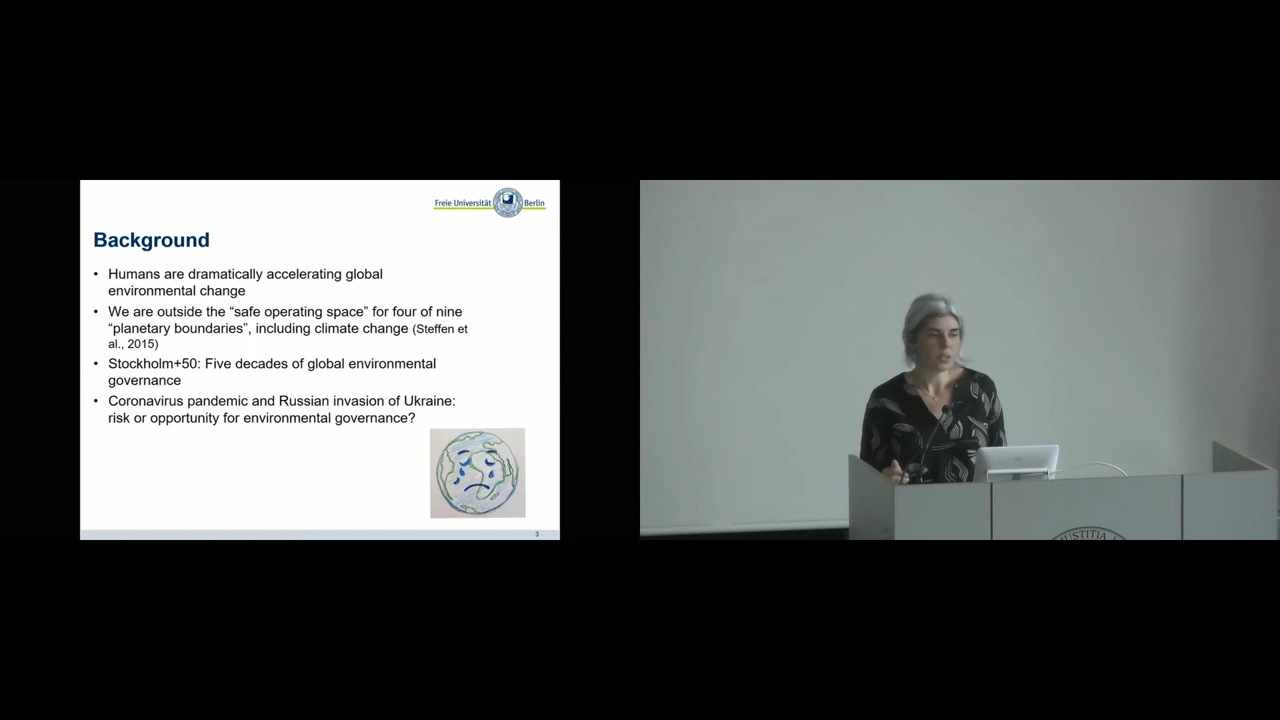 Freie Universität Berlin
Background
• Humans are dramatically accelerating global
environmental change
• We are outside the “safe operating space” for four of nine
“planetary boundaries”, including climate change (Steffen et
al., 2015)
• Stockholm+50: Five decades of global environmental
governance
• Coronavirus pandemic and Russian invasion of Ukraine:
risk or opportunity for environmental governance?
3
IUSTITIA